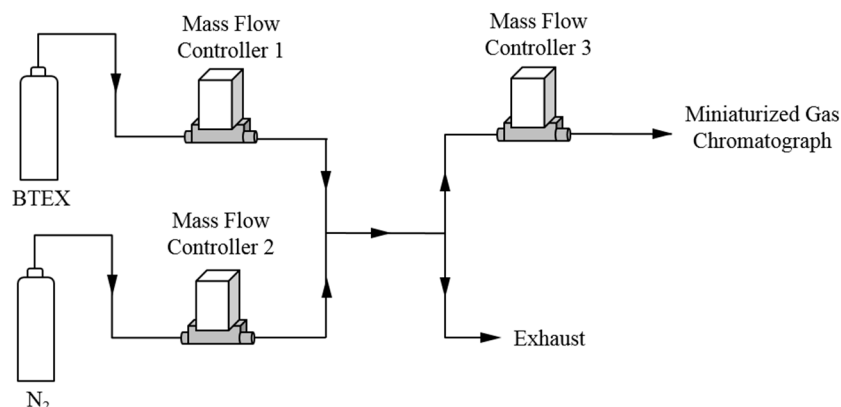 Mass Flow
Controller 1
Mass Flow
Controller 3
Miniaturized Gas
Chromatograph
BTEX
Mass Flow
Controller 2
Exhaust
N₂